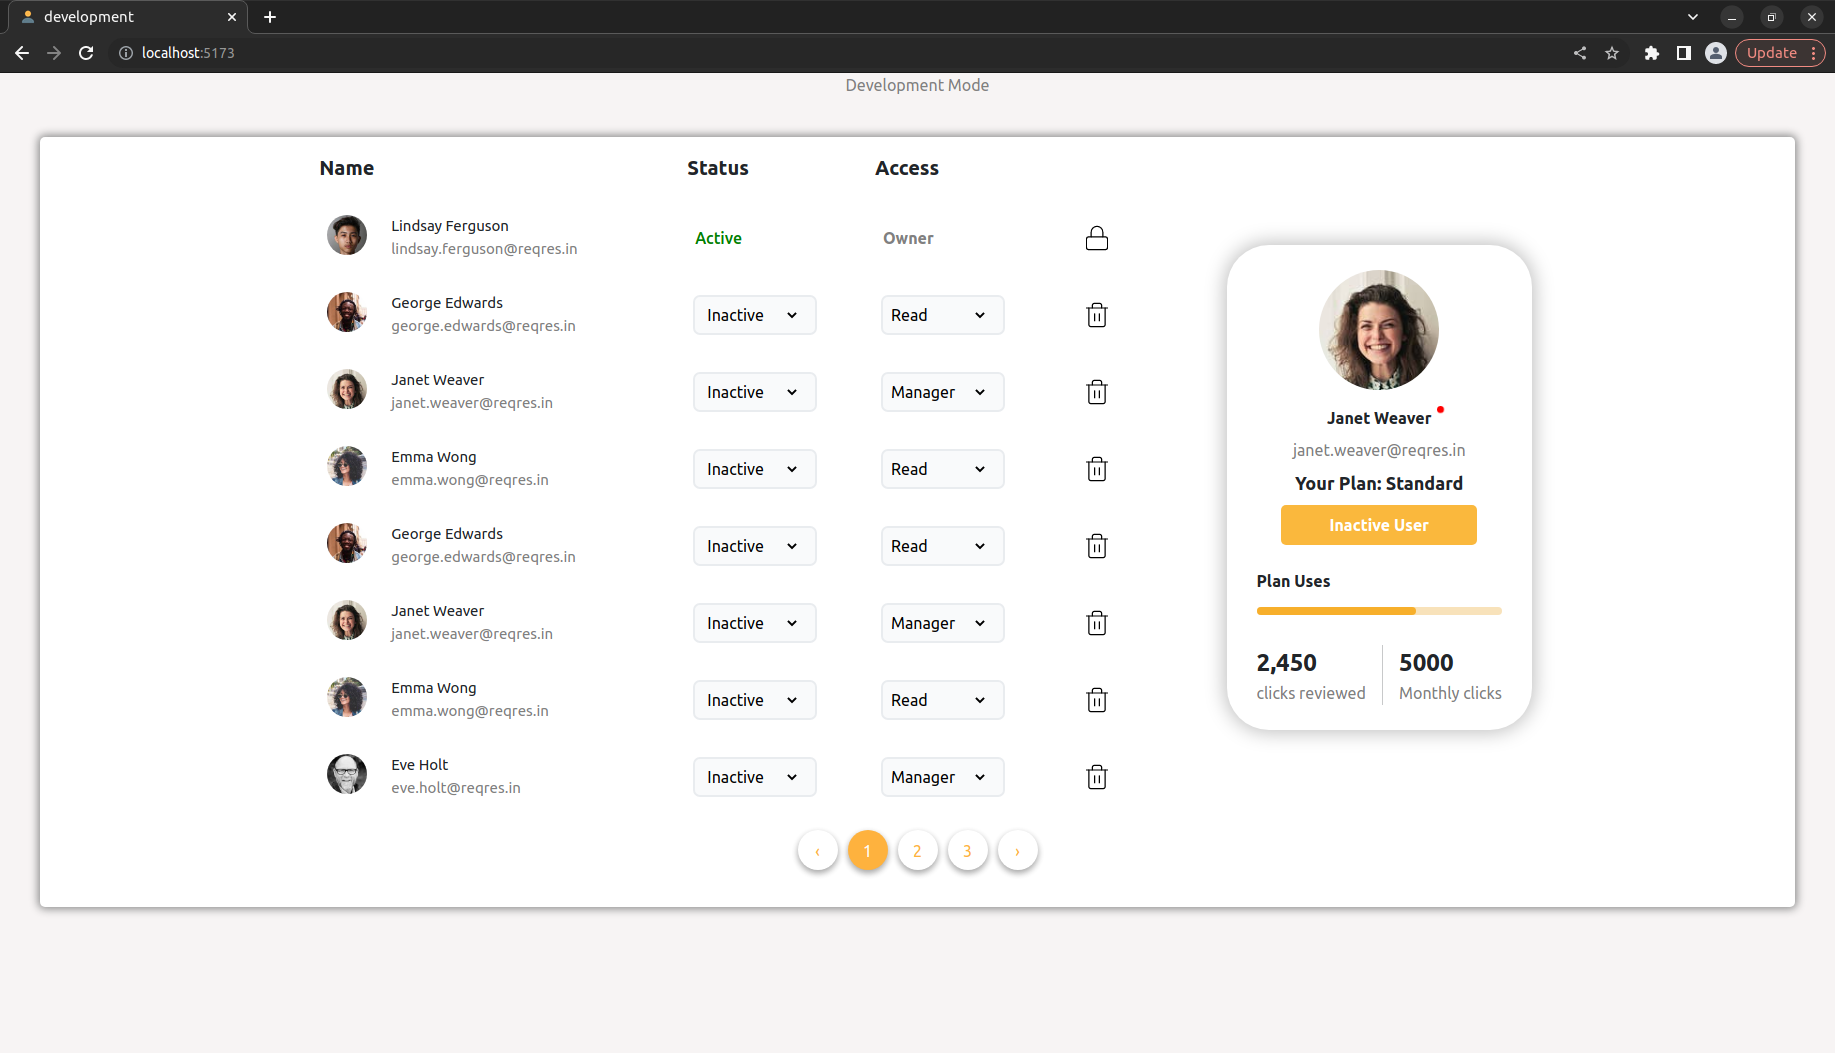 development
localhost:5173
Update
Development Mode
Name Status Access
Lindsay Ferguson
lindsay.ferguson@reqres.in
Active Owner
George Edwards
george.edwards@reqres.in
Inactive Read
Janet Weaver
janet.weaver@reqres.in
Inactive Manager
Emma Wong
emma.wong@reqres.in
Inactive Read
George Edwards
george.edwards@reqres.in
Inactive Read
Janet Weaver
janet.weaver@reqres.in
Inactive Manager
Emma Wong
emma.wong@reqres.in
Inactive Read
Eve Holt
eve.holt@reqres.in
Inactive Manager
‹ 1 2 3 ›
Janet Weaver
janet.weaver@reqres.in
Your Plan: Standard
Inactive User
Plan Uses
2,450 5000
clicks reviewed Monthly clicks